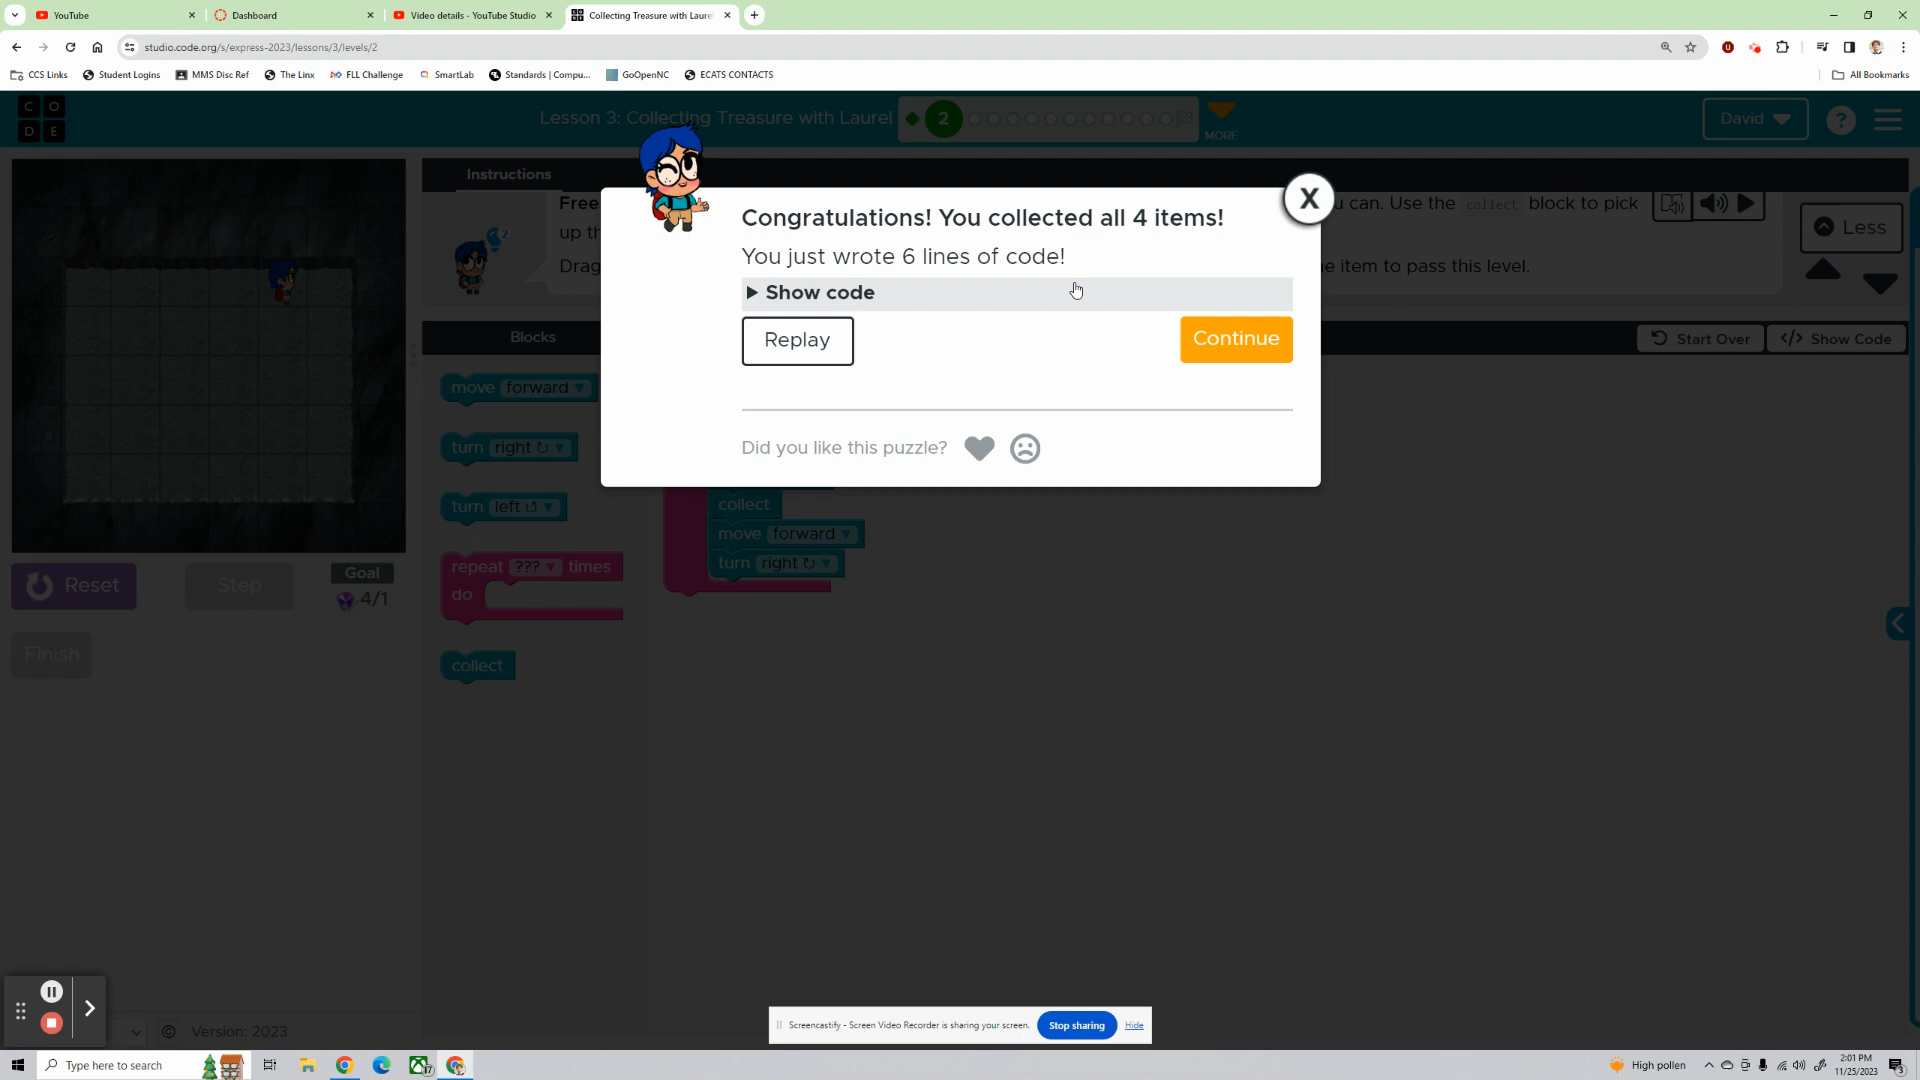 YouTube
Dashboard
Video details - YouTube Studio
Collecting Treasure with Laurel
studio.code.org/s/express-2023/lessons/3/levels/2
CCS Links
Student Logins
MMS Disc Ref
The Linx
FLL Challenge
SmartLab
Standards | Compu...
GoOpenNC
ECATS CONTACTS
All Bookmarks
C O
D E
Lesson 3: Collecting Treasure with Laurel
2
MORE
David
?
Instructions
Free
u can. Use the collect block to pick
up th
Drag
e item to pass this level.
2
Less
Congratulations! You collected all 4 items!
You just wrote 6 lines of code!
Show code
Replay
Continue
Did you like this puzzle?
X
Blocks
Start Over
</> Show Code
move forward
turn right
turn left
repeat ??? times
do
collect
collect
move forward
turn right
Reset
Step
Goal
4/1
Finish
Version: 2023
Screencastify - Screen Video Recorder is sharing your screen.
Stop sharing
Hide
Type here to search
17
High pollen
2:01 PM
11/25/2023
3